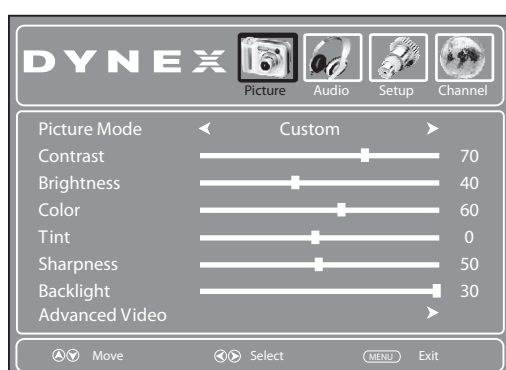 DYNEX
Picture Audio Setup Channel
Picture Mode Custom
Contrast 70
Brightness 40
Color 60
Tint 0
Sharpness 50
Backlight 30
Advanced Video
Move Select MENU Exit